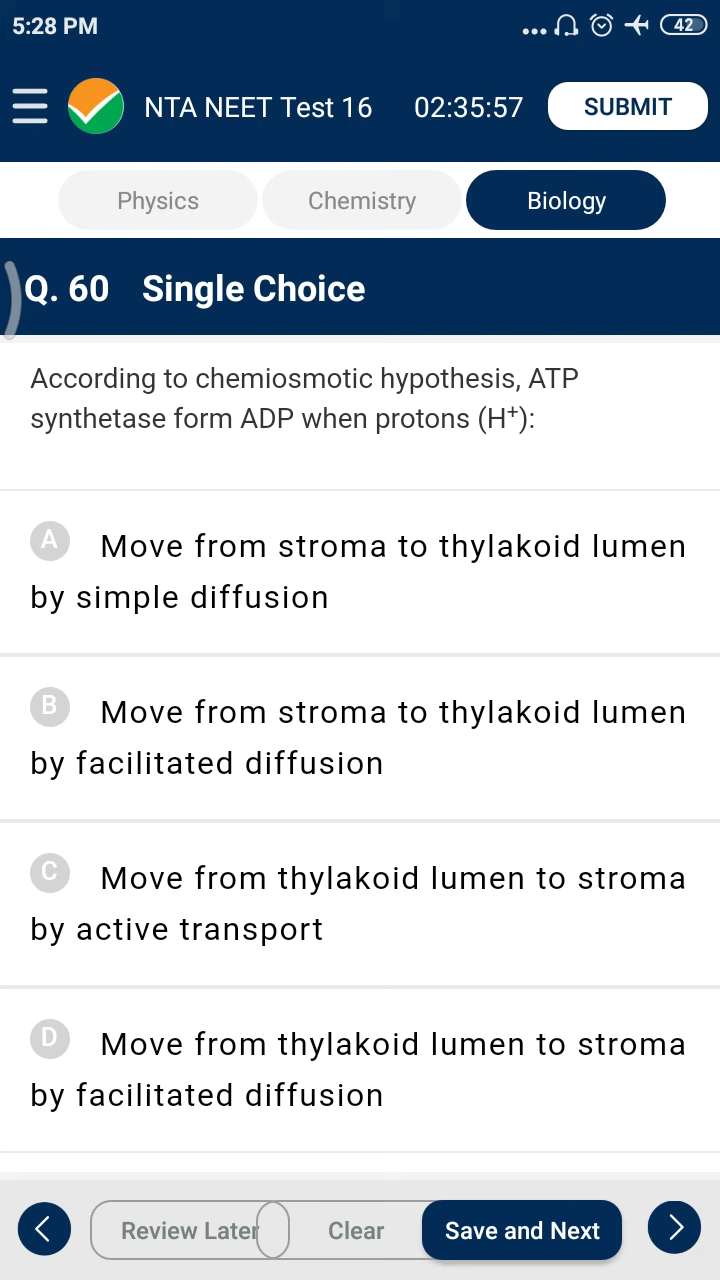 5:28 PM
... 42
NTA NEET Test 16 02:35:57 SUBMIT
Physics Chemistry Biology
Q. 60 Single Choice
According to chemiosmotic hypothesis, ATP
synthetase form ADP when protons (H⁺):
A Move from stroma to thylakoid lumen
by simple diffusion
B Move from stroma to thylakoid lumen
by facilitated diffusion
C Move from thylakoid lumen to stroma
by active transport
D Move from thylakoid lumen to stroma
by facilitated diffusion
Review Later Clear Save and Next